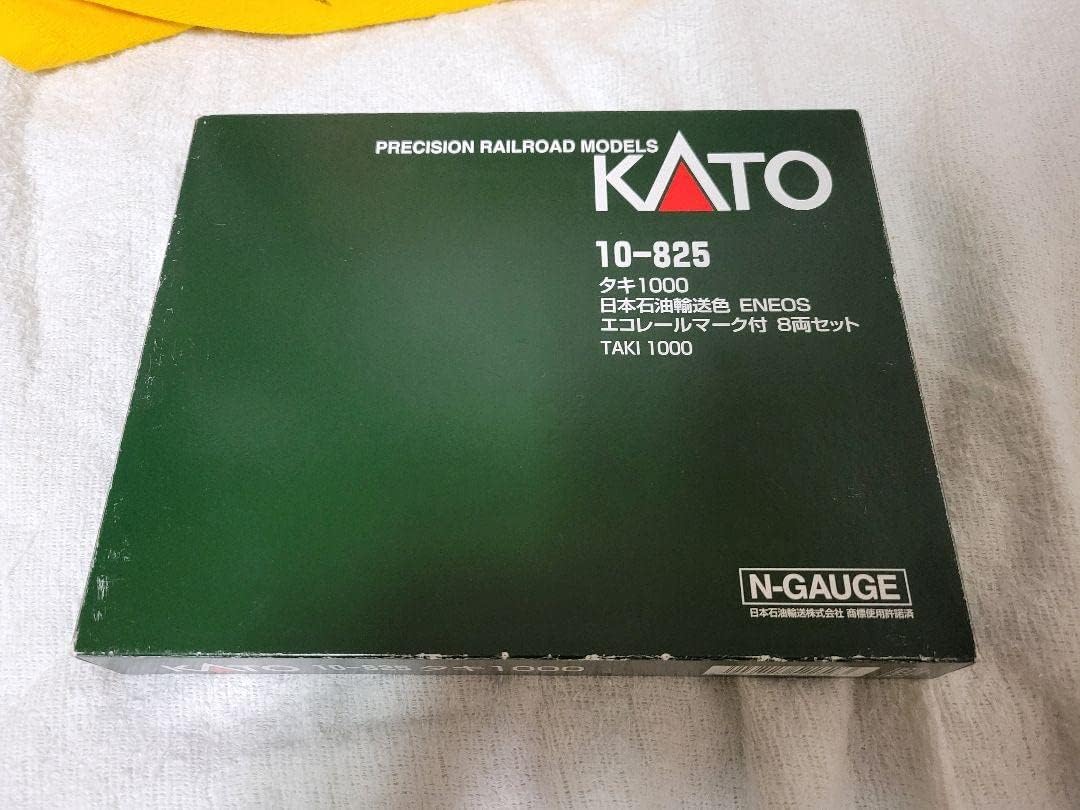 PRECISION RAILROAD MODELS
KATO
10-825
タキ1000
日本石油輸送色 ENEOS
エコレールマーク付 8両セット
TAKI 1000
N-GAUGE
日本石油輸送株式会社 商標使用許諾済
KATO 10-825 タキ1000